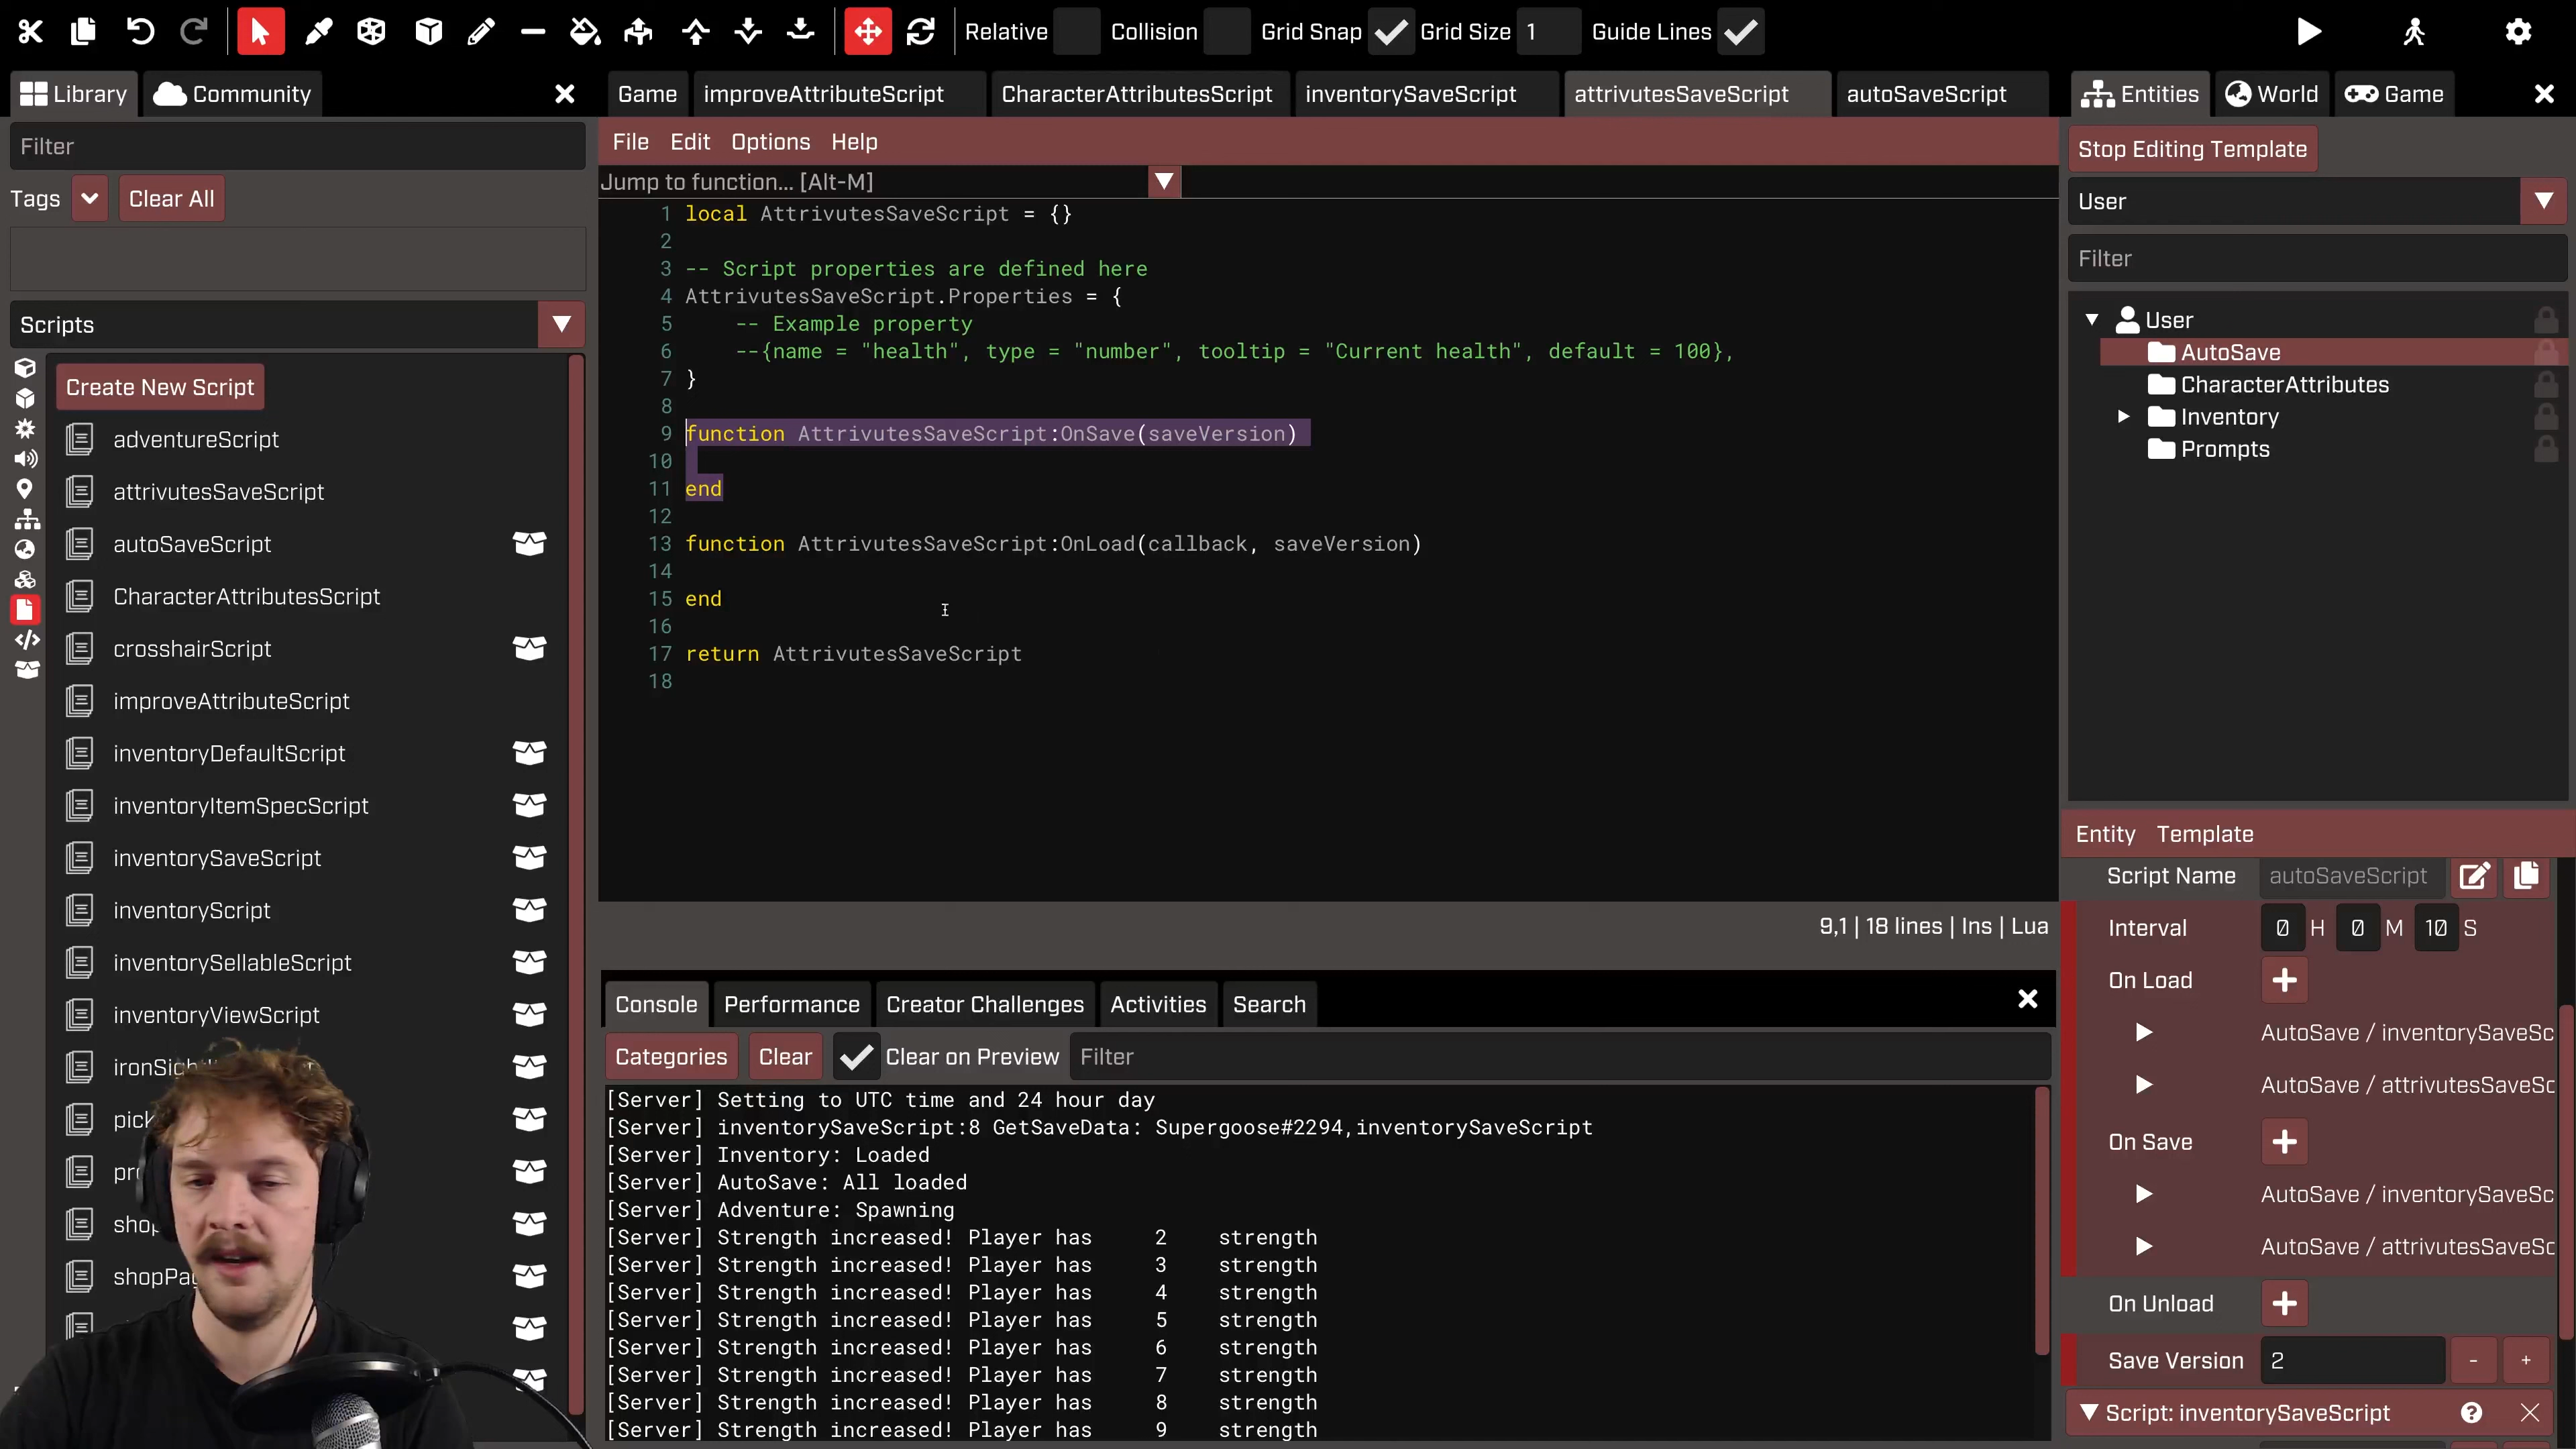 Relative Collision Grid Snap Grid Size 1 Guide Lines
Library Community
Filter
Tags Clear All
Scripts
Create New Script
adventureScript
attrivutesSaveScript
autoSaveScript
CharacterAttributesScript
crosshairScript
improveAttributeScript
inventoryDefaultScript
inventoryItemSpecScript
inventorySaveScript
inventoryScript
inventorySellableScript
inventoryViewScript
Game improveAttributeScript CharacterAttributesScript inventorySaveScript attrivutesSaveScript autoSaveScript
File Edit Options Help
Jump to function... [Alt-M]
1 local AttrivutesSaveScript = {}
2
3 -- Script properties are defined here
4 AttrivutesSaveScript.Properties = {
5 -- Example property
6 --{name = "health", type = "number", tooltip = "Current health", default = 100},
7 }
8
9 function AttrivutesSaveScript:OnSave(saveVersion)
10
11 end
12
13 function AttrivutesSaveScript:OnLoad(callback, saveVersion)
14
15 end
16
17 return AttrivutesSaveScript
18
9,1 | 18 lines | Ins | Lua
Console Performance Creator Challenges Activities Search
Categories Clear Clear on Preview Filter
[Server] Setting to UTC time and 24 hour day
[Server] inventorySaveScript:8 GetSaveData: Supergoose#2294,inventorySaveScript
[Server] Inventory: Loaded
[Server] AutoSave: All loaded
[Server] Adventure: Spawning
[Server] Strength increased! Player has 2 strength
[Server] Strength increased! Player has 3 strength
[Server] Strength increased! Player has 4 strength
[Server] Strength increased! Player has 5 strength
[Server] Strength increased! Player has 6 strength
[Server] Strength increased! Player has 7 strength
[Server] Strength increased! Player has 8 strength
[Server] Strength increased! Player has 9 strength
Entities World Game
Stop Editing Template
User
Filter
User
AutoSave
CharacterAttributes
Inventory
Prompts
Entity Template
Script Name autoSaveScript
Interval 0 H 0 M 10 S
On Load +
AutoSave / inventorySaveSc
AutoSave / attrivutesSaveSc
On Save +
AutoSave / inventorySaveSc
AutoSave / attrivutesSaveSc
On Unload +
Save Version 2 - +
Script: inventorySaveScript